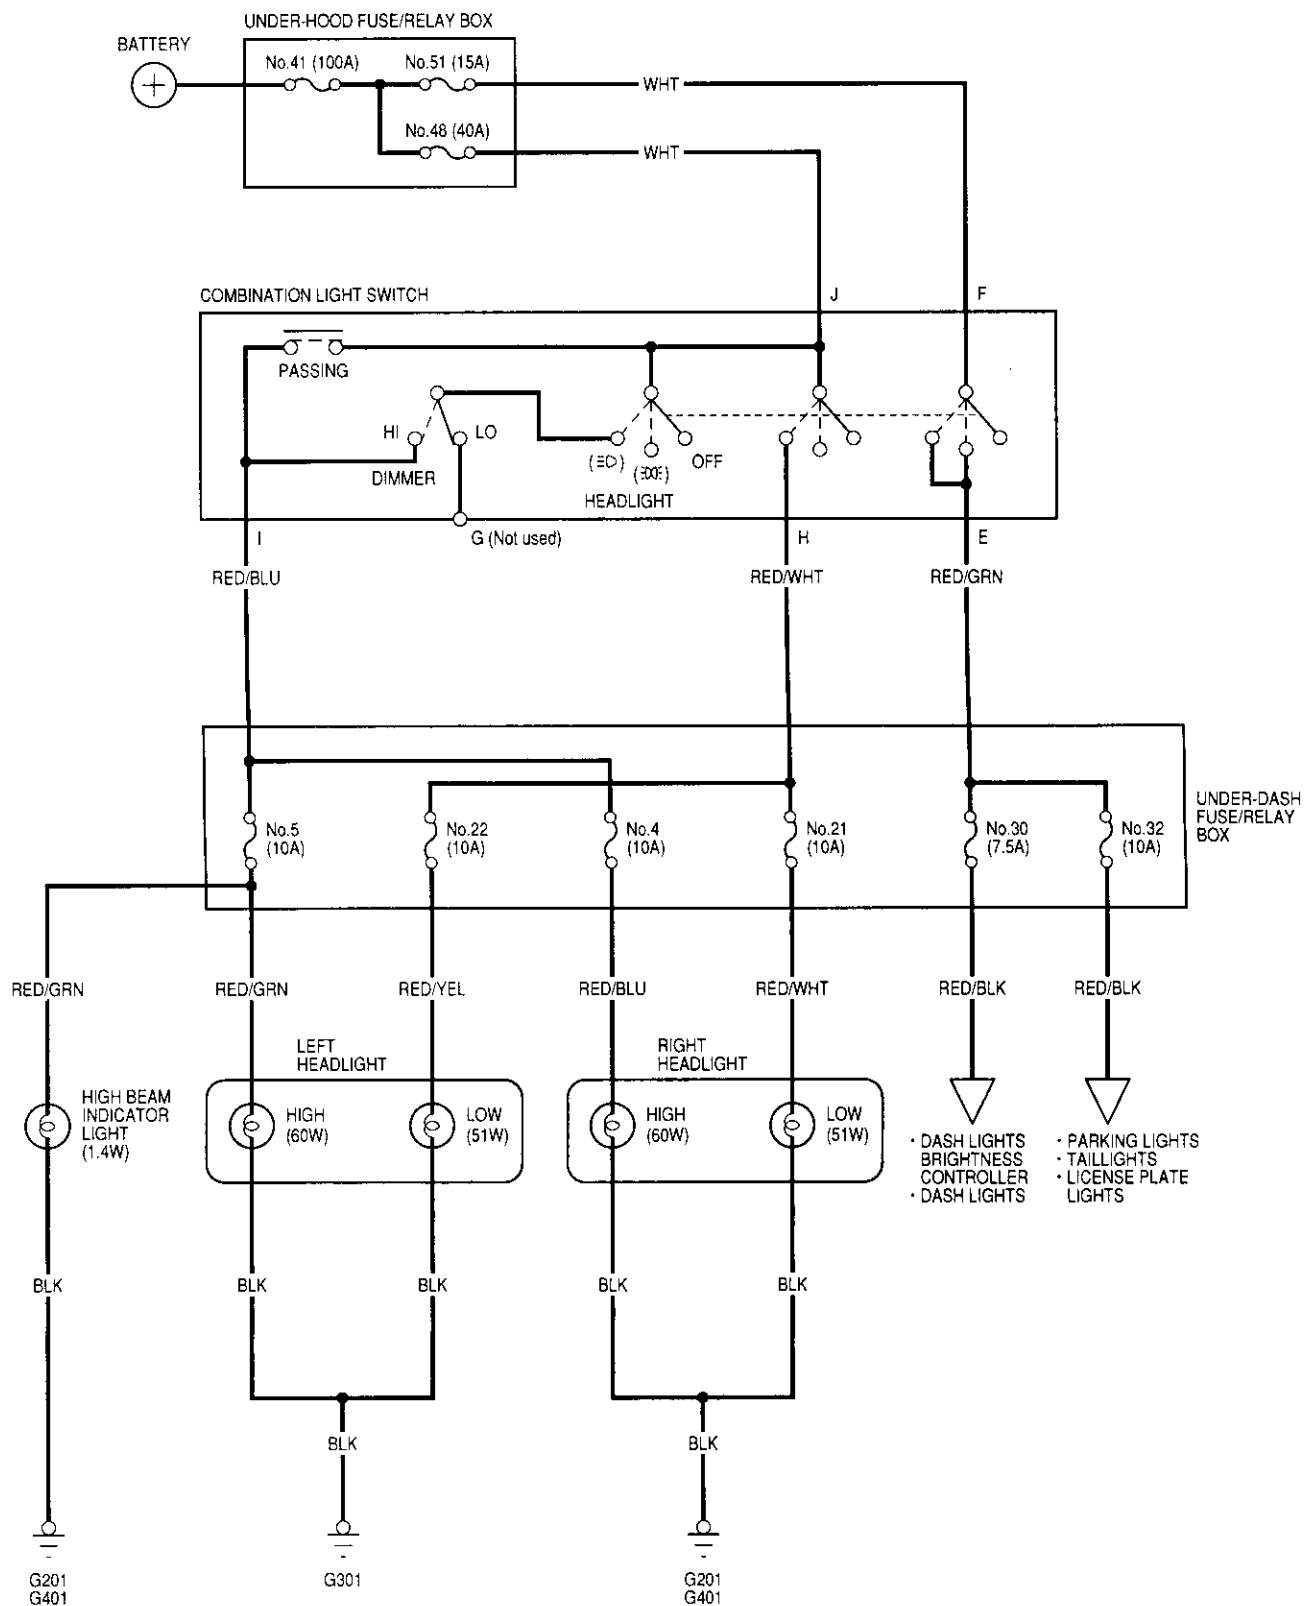 UNDER-HOOD FUSE/RELAY BOX
BATTERY
No.41 (100A)
No.51 (15A)
WHT
No.48 (40A)
WHT
COMBINATION LIGHT SWITCH
J
F
PASSING
HI
LO
OFF
DIMMER
HEADLIGHT
I
G (Not used)
H
E
RED/BLU
RED/WHT
RED/GRN
UNDER-DASH
FUSE/RELAY
BOX
No.5
(10A)
No.22
(10A)
No.4
(10A)
No.21
(10A)
No.30
(7.5A)
No.32
(10A)
RED/GRN
RED/GRN
RED/YEL
RED/BLU
RED/WHT
RED/BLK
RED/BLK
LEFT
HEADLIGHT
RIGHT
HEADLIGHT
HIGH BEAM
INDICATOR
LIGHT
(1.4W)
HIGH
(60W)
LOW
(51W)
HIGH
(60W)
LOW
(51W)
· DASH LIGHTS
BRIGHTNESS
CONTROLLER
· DASH LIGHTS
· PARKING LIGHTS
· TAILLIGHTS
· LICENSE PLATE
LIGHTS
BLK
BLK
BLK
BLK
BLK
BLK
BLK
G201
G401
G301
G201
G401